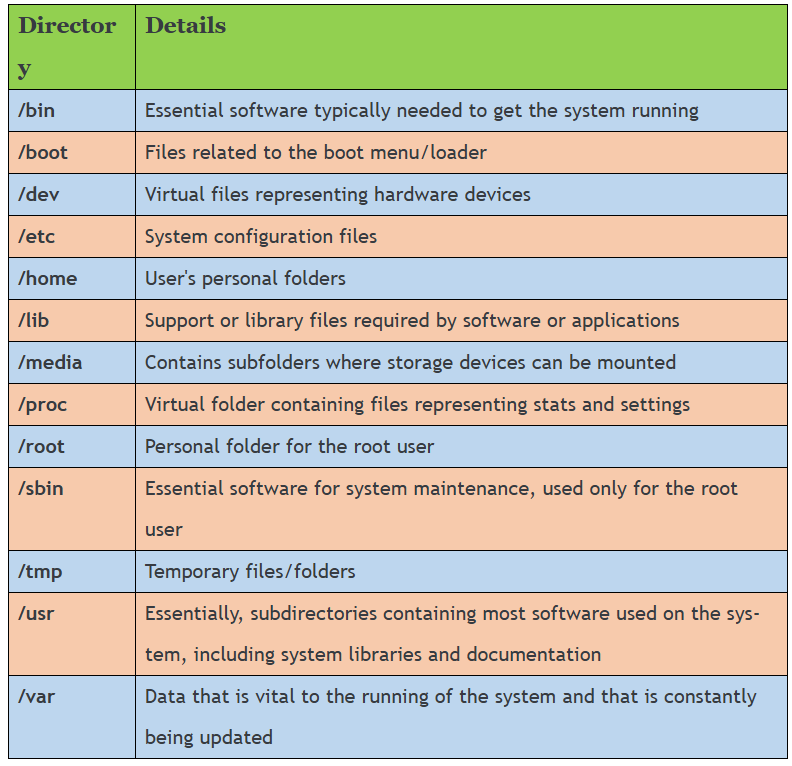 Director
y
Details
/bin
Essential software typically needed to get the system running
/boot
Files related to the boot menu/loader
/dev
Virtual files representing hardware devices
/etc
System configuration files
/home
User's personal folders
/lib
Support or library files required by software or applications
/media
Contains subfolders where storage devices can be mounted
/proc
Virtual folder containing files representing stats and settings
/root
Personal folder for the root user
/sbin
Essential software for system maintenance, used only for the root
user
/tmp
Temporary files/folders
/usr
Essentially, subdirectories containing most software used on the sys-
tem, including system libraries and documentation
/var
Data that is vital to the running of the system and that is constantly
being updated